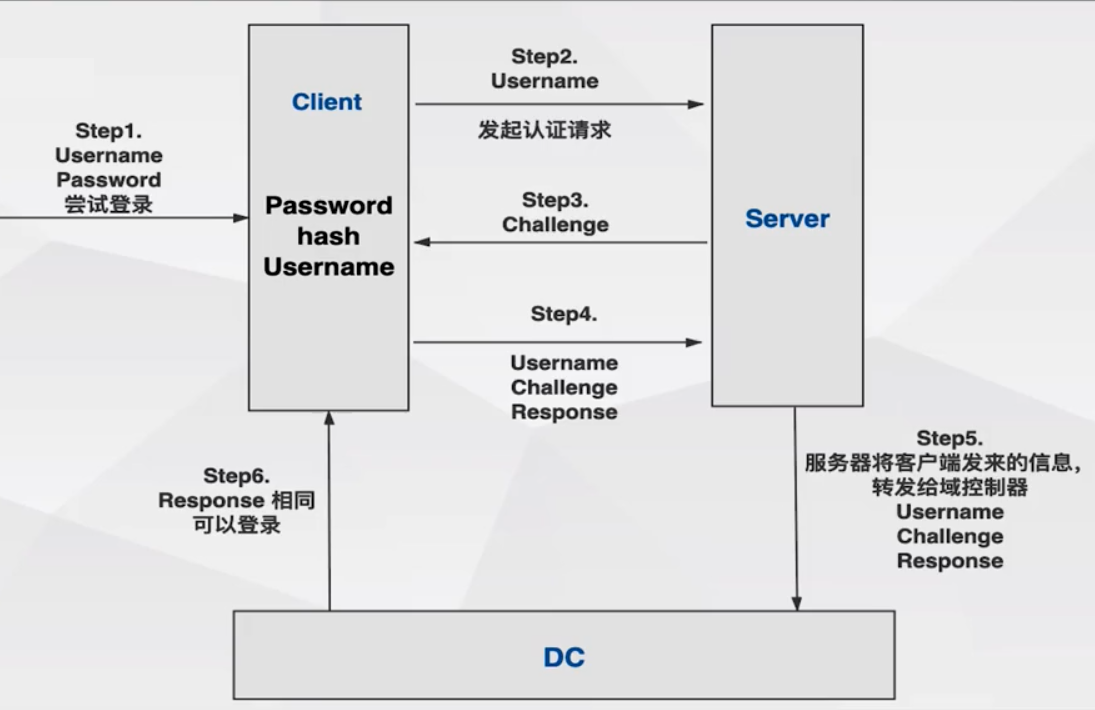 Step1.
Username
Password
尝试登录
Client
Password
hash
Username
Step2.
Username
发起认证请求
Step3.
Challenge
Step4.
Username
Challenge
Response
Server
Step5.
服务器将客户端发来的信息，
转发给域控制器
Username
Challenge
Response
Step6.
Response 相同
可以登录
DC